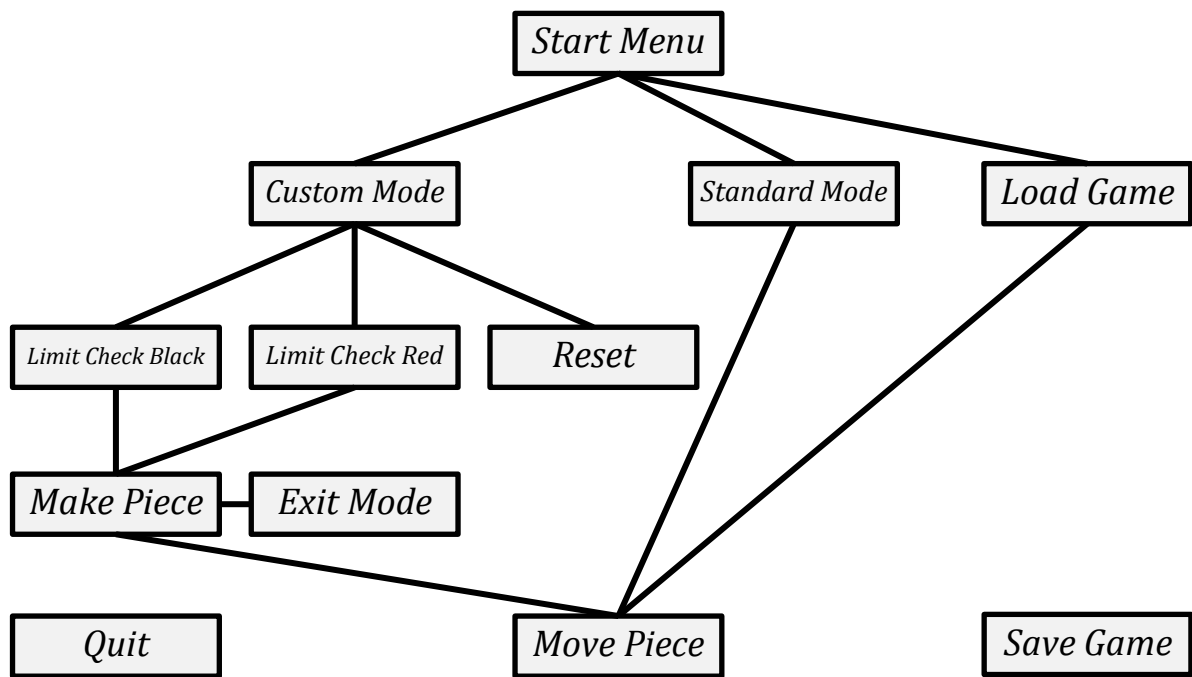 Start Menu
Custom Mode
Standard Mode
Load Game
Limit Check Black
Limit Check Red
Reset
Make Piece
Exit Mode
Quit
Move Piece
Save Game